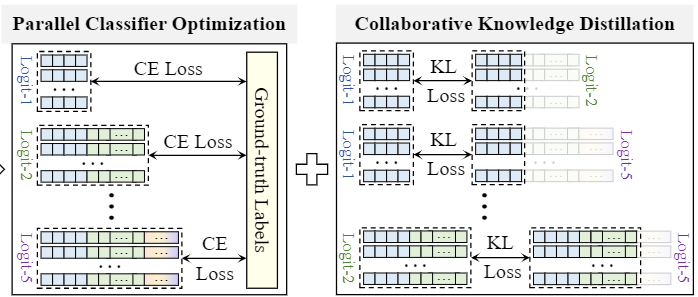 Parallel Classifier Optimization
Logit-1
CE Loss
Logit-2
CE Loss
Logit-5
CE
Loss
Ground-truth Labels
Collaborative Knowledge Distillation
Logit-1
KL
Loss
Logit-2
Logit-1
KL
Loss
Logit-5
Logit-2
KL
Loss
Logit-5